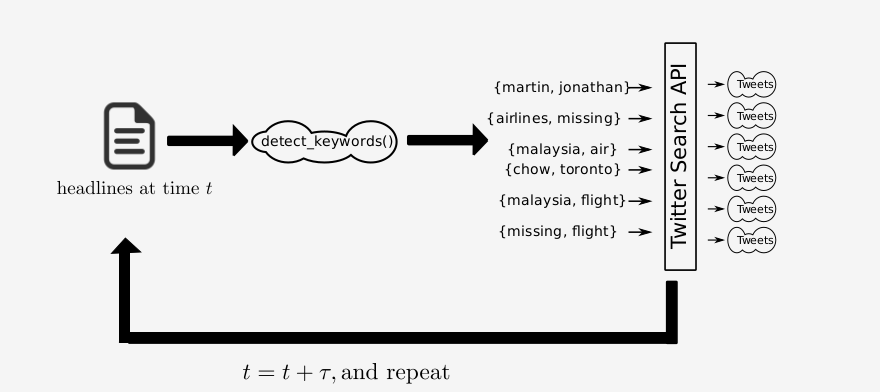 headlines at time t
detect_keywords()
{martin, jonathan}
{airlines, missing}
{malaysia, air}
{chow, toronto}
{malaysia, flight}
{missing, flight}
Twitter Search API
Tweets
Tweets
Tweets
Tweets
Tweets
Tweets
t = t + τ, and repeat